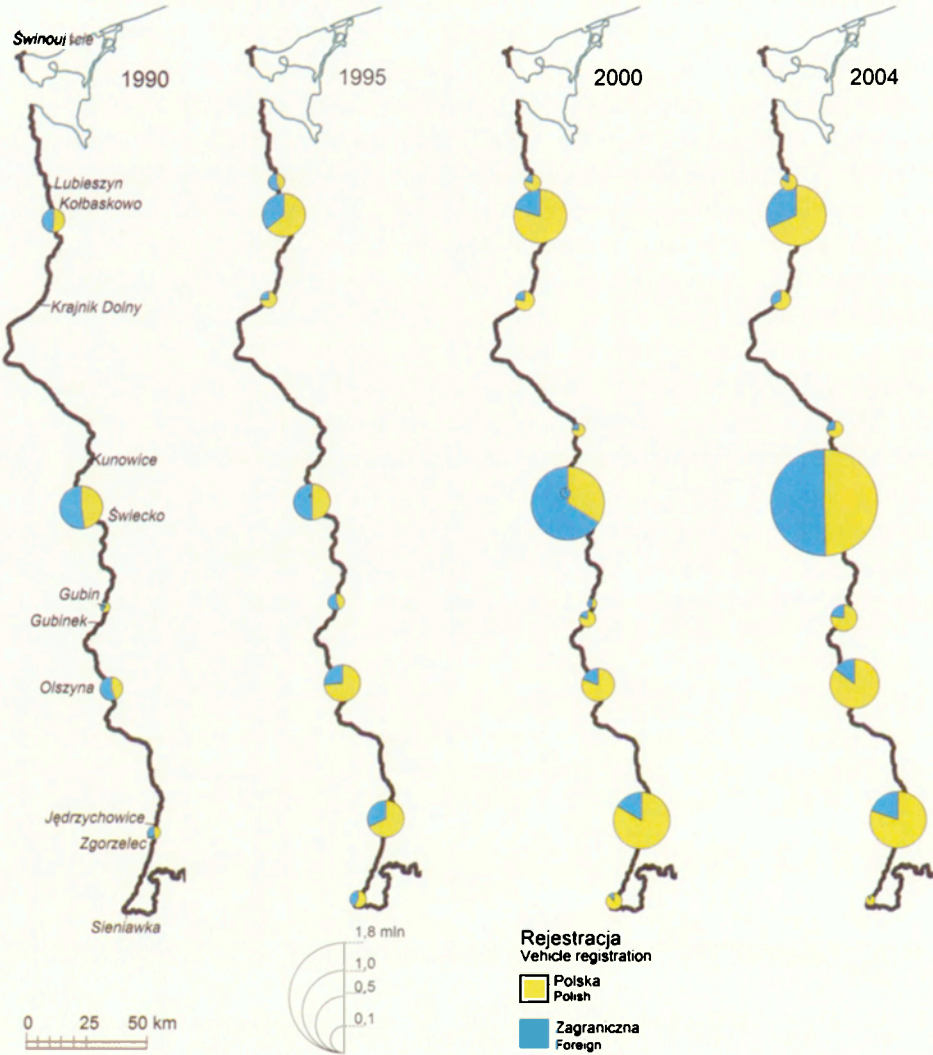 Świnoujście
1990
1995
2000
2004
Lubieszyn
Kołbaskowo
Krajnik Dolny
Kunowice
Świecko
Gubin
Gubinek
Olszyna
Jędrzychowice
Zgorzelec
Sieniawka
1,8 mln
1,0
0,5
0,1
Rejestracja
Vehicle registration
Polska
Polish
Zagraniczna
Foreign
0 25 50 km